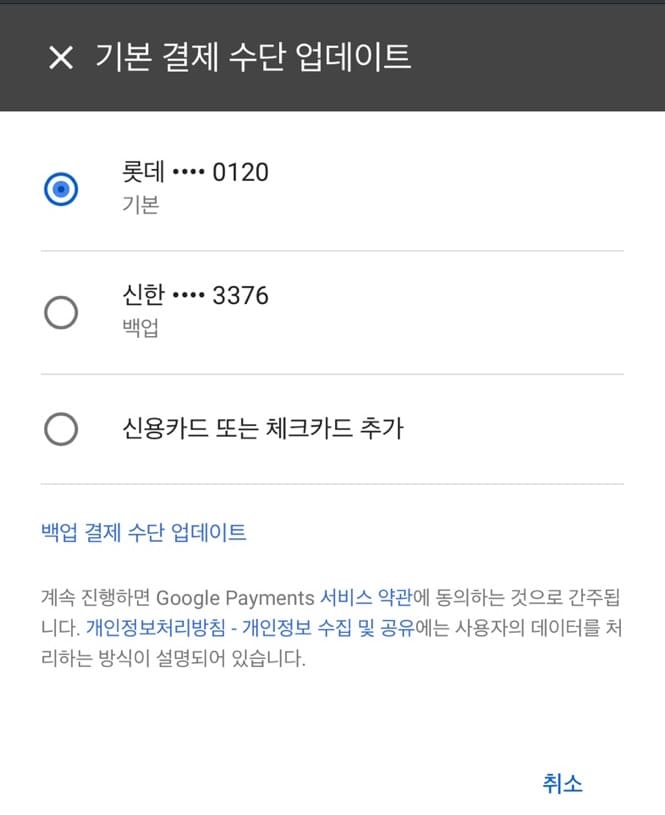 기본 결제 수단 업데이트
롯데 •••• 0120
기본
신한 •••• 3376
백업
신용카드 또는 체크카드 추가
백업 결제 수단 업데이트
계속 진행하면 Google Payments 서비스 약관에 동의하는 것으로 간주됩
니다. 개인정보처리방침 - 개인정보 수집 및 공유에는 사용자의 데이터를 처
리하는 방식이 설명되어 있습니다.
취소